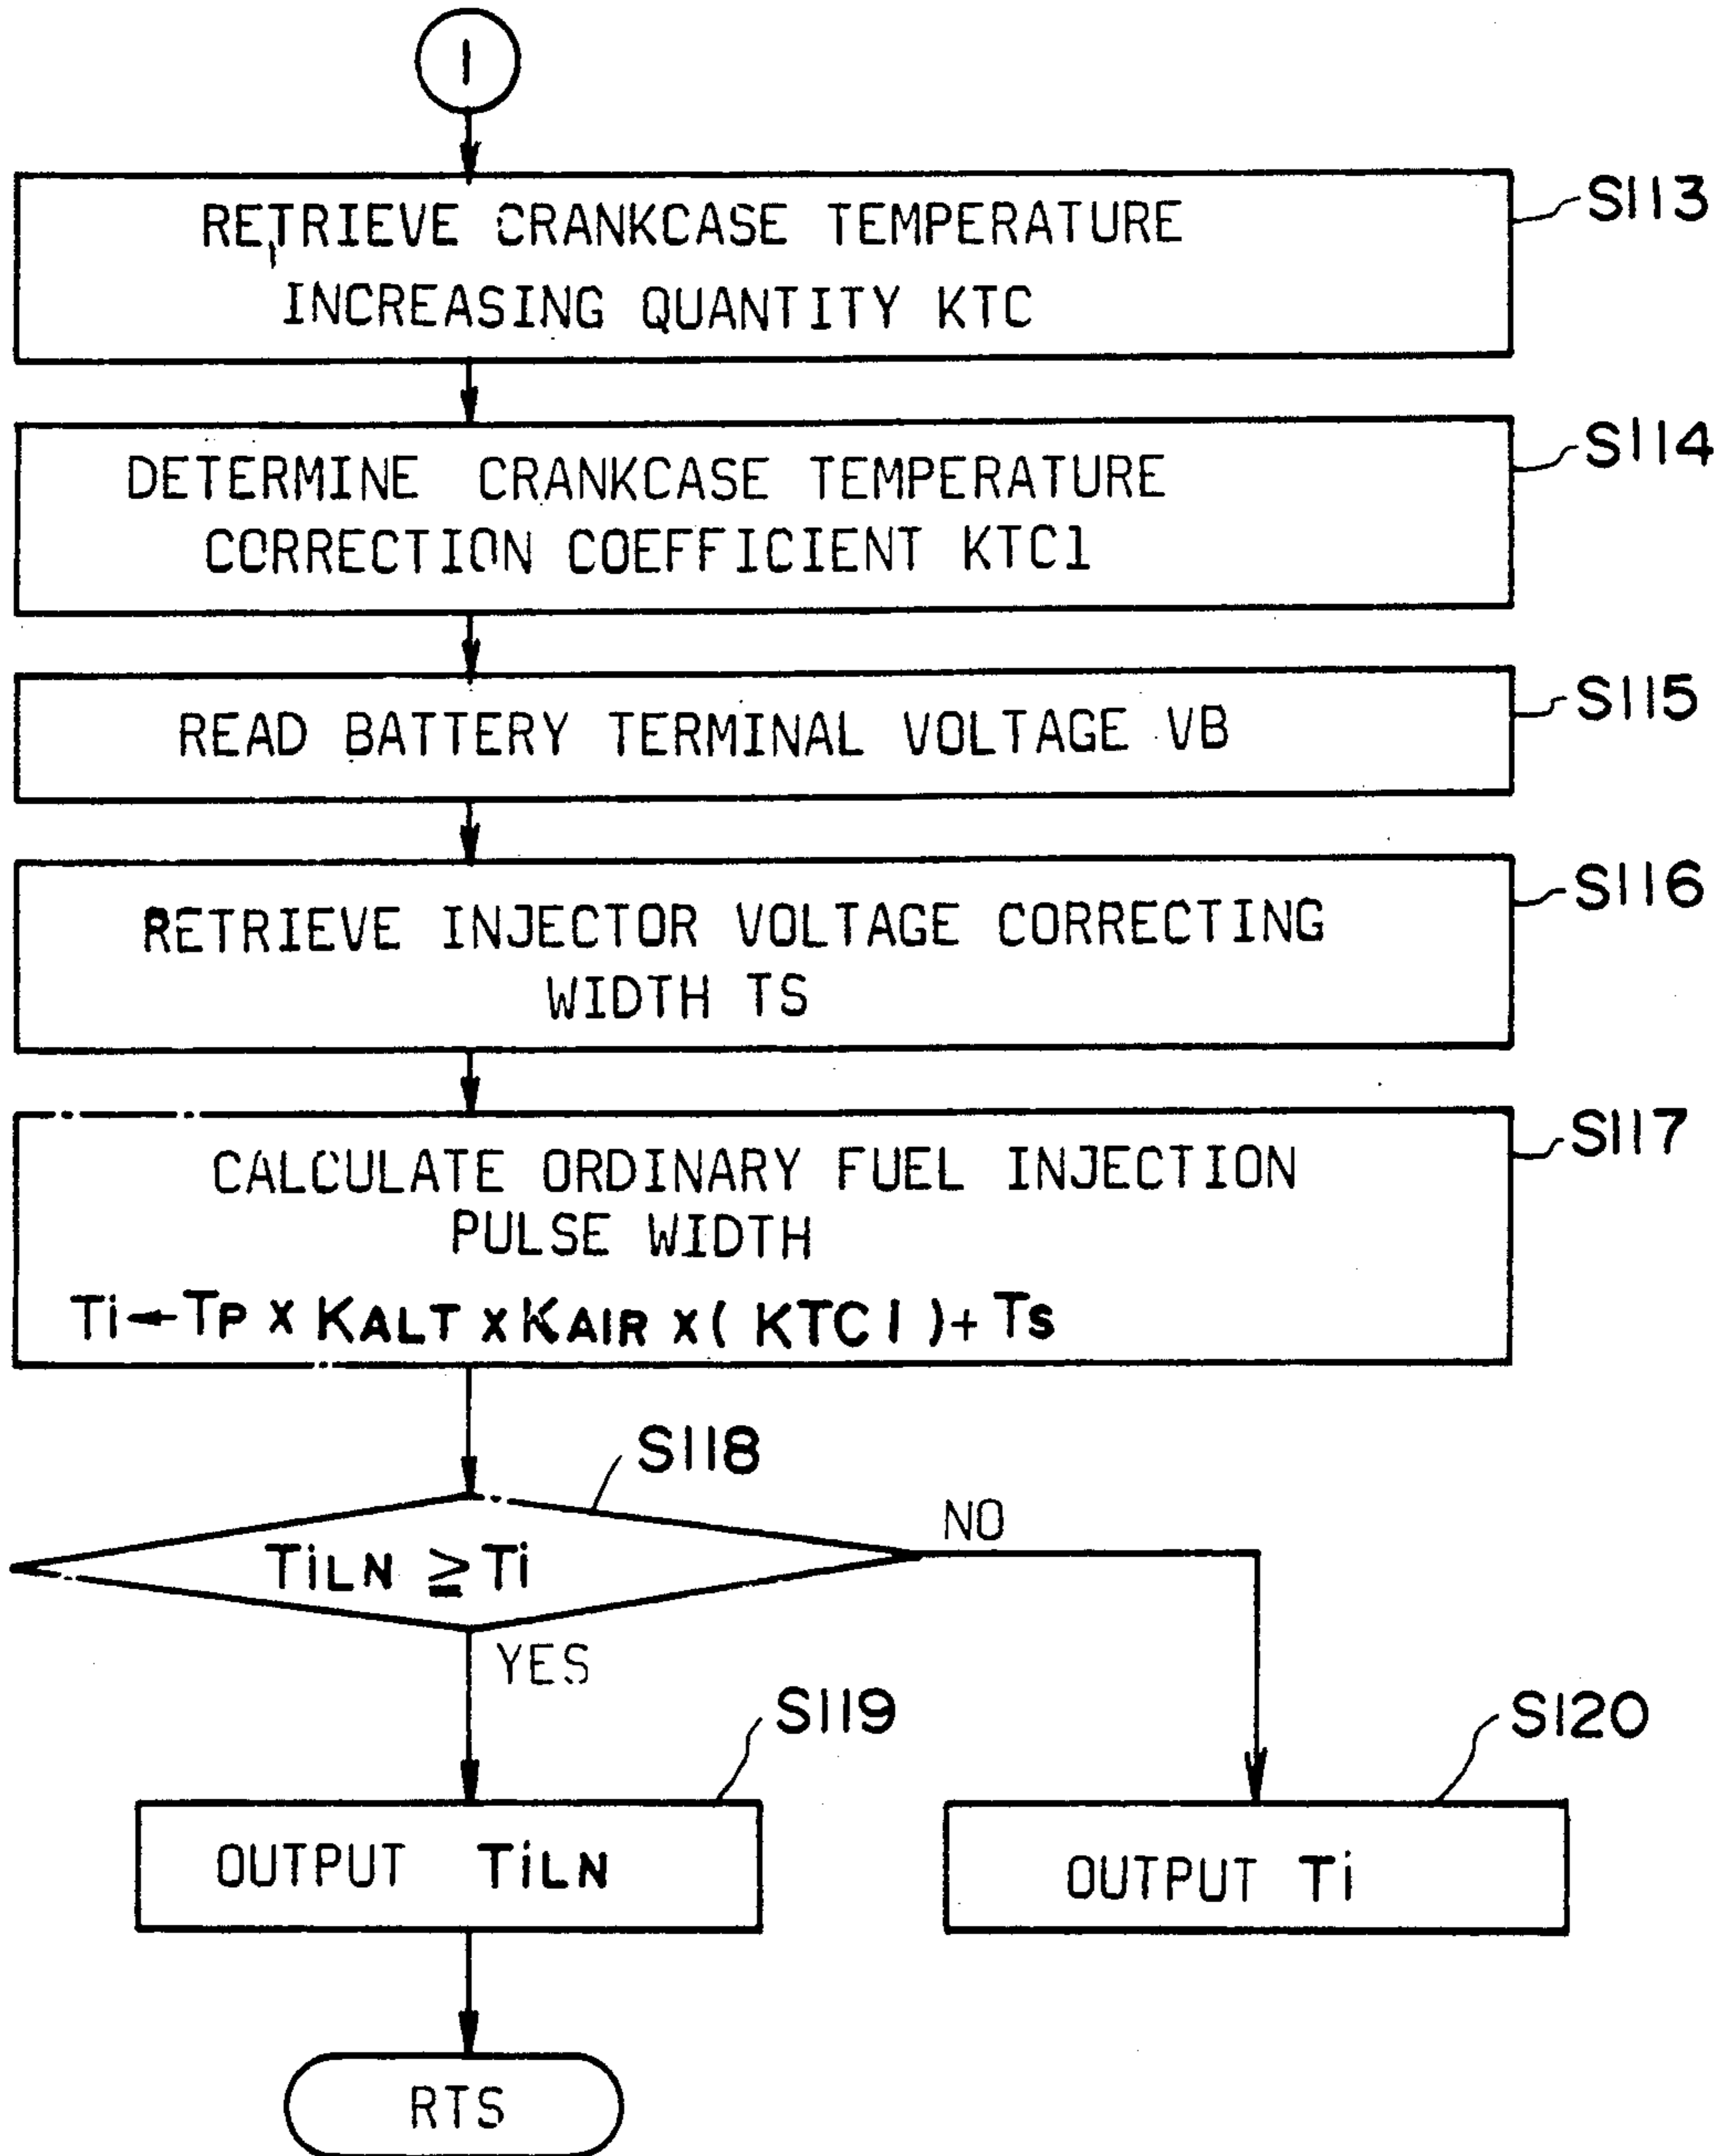 1
RETRIEVE CRANKCASE TEMPERATURE
INCREASING QUANTITY KTC
S113
DETERMINE CRANKCASE TEMPERATURE
CORRECTION COEFFICIENT KTC1
S114
READ BATTERY TERMINAL VOLTAGE VB
S115
RETRIEVE INJECTOR VOLTAGE CORRECTING
WIDTH TS
S116
CALCULATE ORDINARY FUEL INJECTION
PULSE WIDTH
Ti←TP x KALT x KAIR x (KTC1)+ Ts
S117
S118
TiLN ≧ Ti
NO
YES
S119
OUTPUT TiLN
S120
OUTPUT Ti
RTS